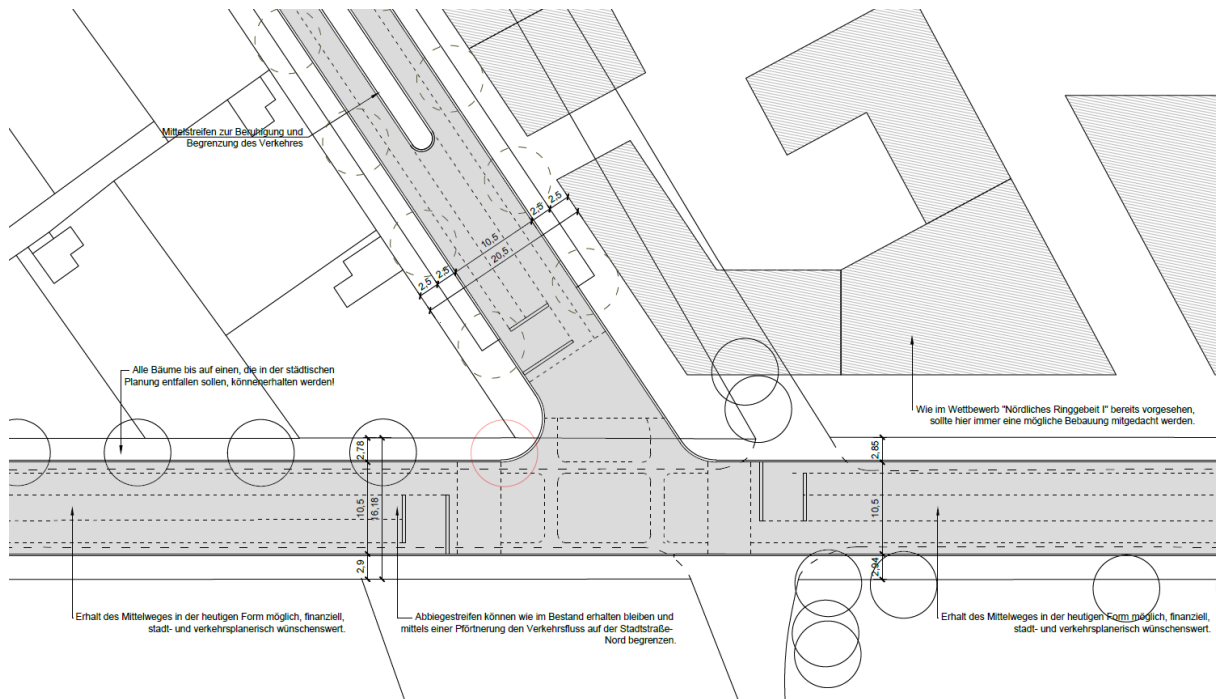 Mittelstreifen zur Beruhigung und
Begrenzung des Verkehres
2,5
2,5
10,5
20,5
2,5
2,5
Alle Bäume bis auf einen, die in der städtischen
Planung entfallen sollen, könnenerhalten werden!
Wie im Wettbewerb "Nördliches Ringgebeit I" bereits vorgesehen,
sollte hier immer eine mögliche Bebauung mitgedacht werden.
2,78
10,5
16,18
2,9
2,85
10,5
2,94
Erhalt des Mittelweges in der heutigen Form möglich, finanziell,
stadt- und verkehrsplanerisch wünschenswert.
Abbiegestreifen können wie im Bestand erhalten bleiben und
mittels einer Pförtnerung den Verkehrsfluss auf der Stadtstraße-
Nord begrenzen.
Erhalt des Mittelweges in der heutigen Form möglich, finanziell,
stadt- und verkehrsplanerisch wünschenswert.